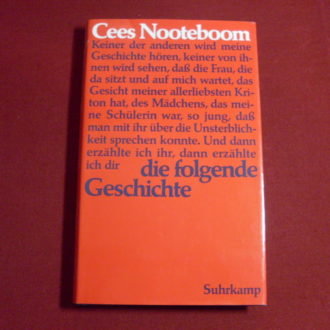 Cees Nooteboom
Keiner der anderen wird meine
Geschichte hören, keiner von ih-
nen wird sehen, daß die Frau, die
da sitzt und auf mich wartet, das
Gesicht meiner allerliebsten Kri-
ton hat, des Mädchens, das mei-
ne Schülerin war, so jung, daß
man mit ihr über die Unsterblich-
keit sprechen konnte. Und dann
erzählte ich ihr, dann erzählte
ich dir die folgende
Geschichte
Suhrkamp